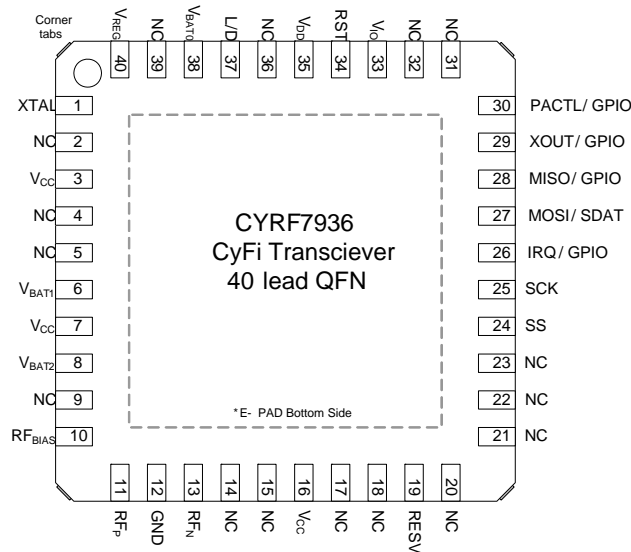 Corner
tabs
VREG
NC
VBAT0
L/D
NC
VDD
RST
VIO
NC
NC
40
39
38
37
36
35
34
33
32
31
XTAL 1
NC 2
VCC 3
NC 4
NC 5
VBAT1 6
VCC 7
VBAT2 8
NC 9
RFBIAS 10
30 PACTL/ GPIO
29 XOUT/ GPIO
28 MISO/ GPIO
27 MOSI/ SDAT
26 IRQ/ GPIO
25 SCK
24 SS
23 NC
22 NC
21 NC
CYRF7936
CyFi Transciever
40 lead QFN
*E- PAD Bottom Side
11
12
13
14
15
16
17
18
19
20
RFP
GND
RFN
NC
NC
VCC
NC
NC
RESV
NC